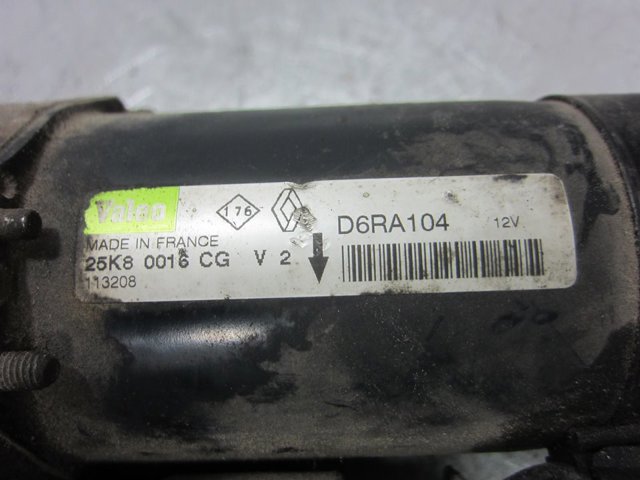 Valeo
176
D6RA104 12V
MADE IN FRANCE
25K8 0016 CG V 2
113208